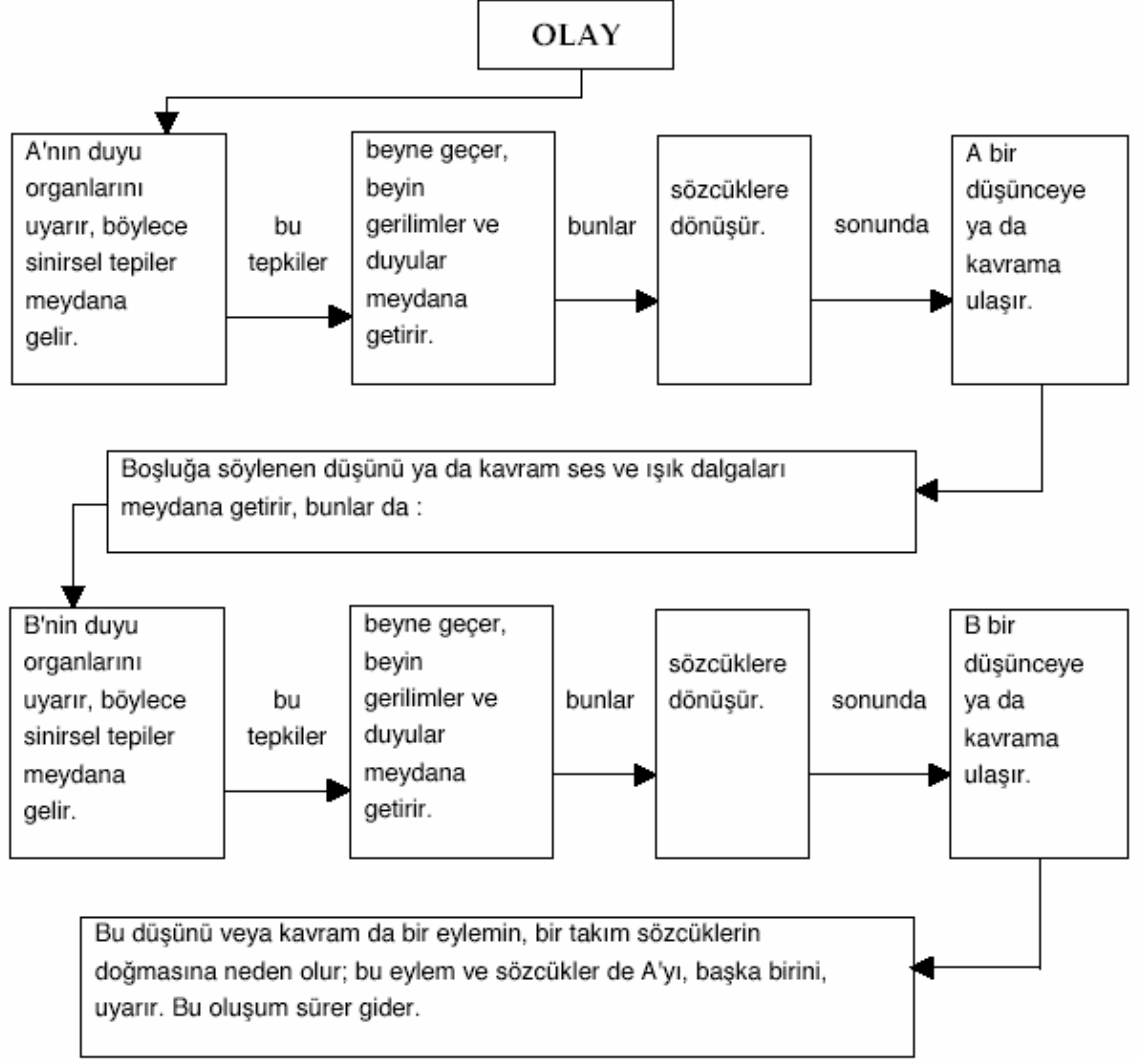 OLAY
A'nın duyu
organlarını
uyarır, böylece
sinirsel tepiler
meydana
gelir.
bu
tepkiler
beyne geçer,
beyin
gerilimler ve
duyular
meydana
getirir.
bunlar
sözcüklere
dönüşür.
sonunda
A bir
düşünceye
ya da
kavrama
ulaşır.
Boşluğa söylenen düşünü ya da kavram ses ve ışık dalgaları
meydana getirir, bunlar da :
B'nin duyu
organlarını
uyarır, böylece
sinirsel tepiler
meydana
gelir.
bu
tepkiler
beyne geçer,
beyin
gerilimler ve
duyular
meydana
getirir.
bunlar
sözcüklere
dönüşür.
sonunda
B bir
düşünceye
ya da
kavrama
ulaşır.
Bu düşünü veya kavram da bir eylemin, bir takım sözcüklerin
doğmasına neden olur; bu eylem ve sözcükler de A'yı, başka birini,
uyarır. Bu oluşum sürer gider.